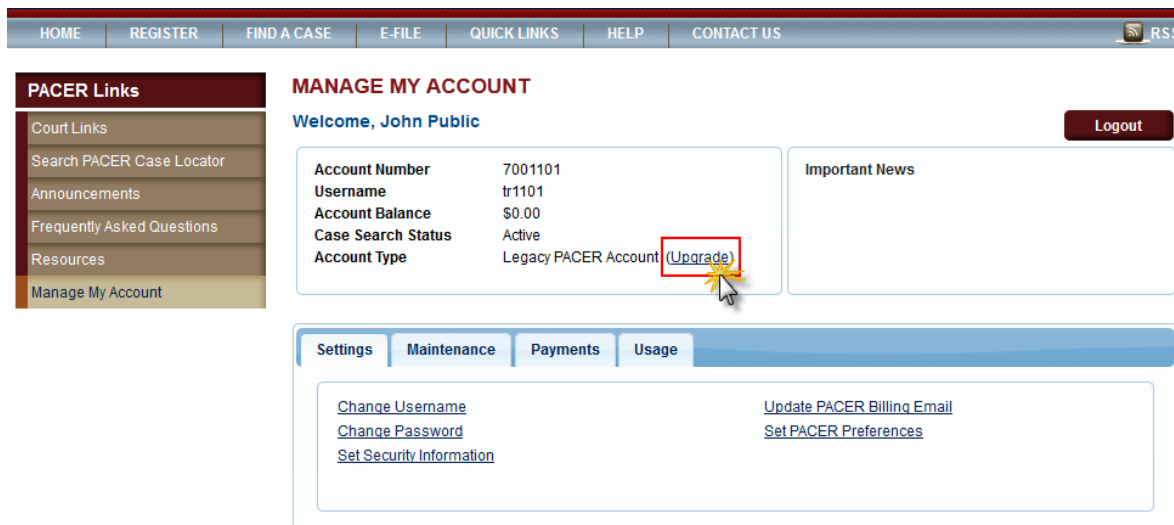 HOME REGISTER FIND A CASE E-FILE QUICK LINKS HELP CONTACT US RSS
PACER Links
Court Links
Search PACER Case Locator
Announcements
Frequently Asked Questions
Resources
Manage My Account
MANAGE MY ACCOUNT
Welcome, John Public
Logout
Account Number 7001101
Username tr1101
Account Balance $0.00
Case Search Status Active
Account Type Legacy PACER Account (Upgrade)
Important News
Settings Maintenance Payments Usage
Change Username
Change Password
Set Security Information
Update PACER Billing Email
Set PACER Preferences